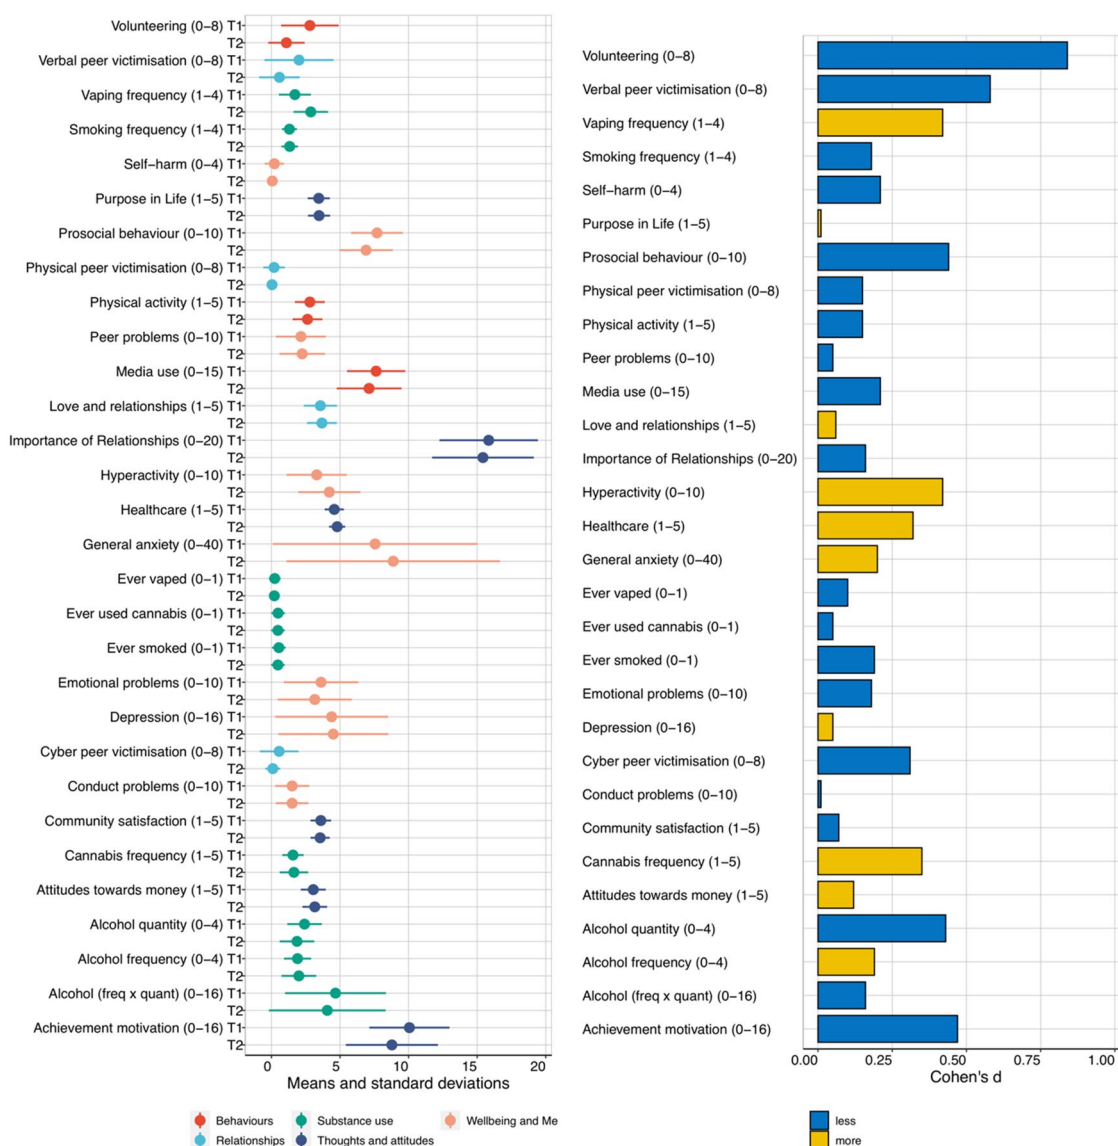 Volunteering (0−8) T1
T2
Verbal peer victimisation (0−8) T1
T2
Vaping frequency (1−4) T1
T2
Smoking frequency (1−4) T1
T2
Self−harm (0−4) T1
T2
Purpose in Life (1−5) T1
T2
Prosocial behaviour (0−10) T1
T2
Physical peer victimisation (0−8) T1
T2
Physical activity (1−5) T1
T2
Peer problems (0−10) T1
T2
Media use (0−15) T1
T2
Love and relationships (1−5) T1
T2
Importance of Relationships (0−20) T1
T2
Hyperactivity (0−10) T1
T2
Healthcare (1−5) T1
T2
General anxiety (0−40) T1
T2
Ever vaped (0−1) T1
T2
Ever used cannabis (0−1) T1
T2
Ever smoked (0−1) T1
T2
Emotional problems (0−10) T1
T2
Depression (0−16) T1
T2
Cyber peer victimisation (0−8) T1
T2
Conduct problems (0−10) T1
T2
Community satisfaction (1−5) T1
T2
Cannabis frequency (1−5) T1
T2
Attitudes towards money (1−5) T1
T2
Alcohol quantity (0−4) T1
T2
Alcohol frequency (0−4) T1
T2
Alcohol (freq x quant) (0−16) T1
T2
Achievement motivation (0−16) T1
T2
0 5 10 15 20
Means and standard deviations
Behaviours Substance use Wellbeing and Me
Relationships Thoughts and attitudes
Volunteering (0−8)
Verbal peer victimisation (0−8)
Vaping frequency (1−4)
Smoking frequency (1−4)
Self−harm (0−4)
Purpose in Life (1−5)
Prosocial behaviour (0−10)
Physical peer victimisation (0−8)
Physical activity (1−5)
Peer problems (0−10)
Media use (0−15)
Love and relationships (1−5)
Importance of Relationships (0−20)
Hyperactivity (0−10)
Healthcare (1−5)
General anxiety (0−40)
Ever vaped (0−1)
Ever used cannabis (0−1)
Ever smoked (0−1)
Emotional problems (0−10)
Depression (0−16)
Cyber peer victimisation (0−8)
Conduct problems (0−10)
Community satisfaction (1−5)
Cannabis frequency (1−5)
Attitudes towards money (1−5)
Alcohol quantity (0−4)
Alcohol frequency (0−4)
Alcohol (freq x quant) (0−16)
Achievement motivation (0−16)
0.00 0.25 0.50 0.75 1.00
Cohen's d
less
more